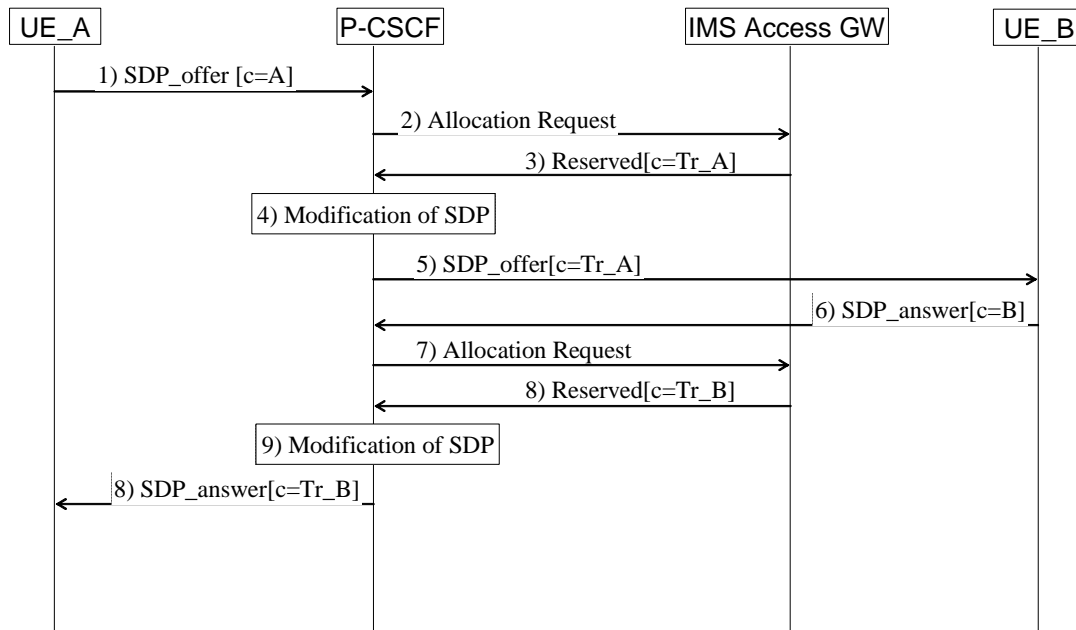 UE_A
P-CSCF
IMS Access GW
UE_B
1) SDP_offer [c=A]
2) Allocation Request
3) Reserved[c=Tr_A]
4) Modification of SDP
5) SDP_offer[c=Tr_A]
6) SDP_answer[c=B]
7) Allocation Request
8) Reserved[c=Tr_B]
9) Modification of SDP
8) SDP_answer[c=Tr_B]